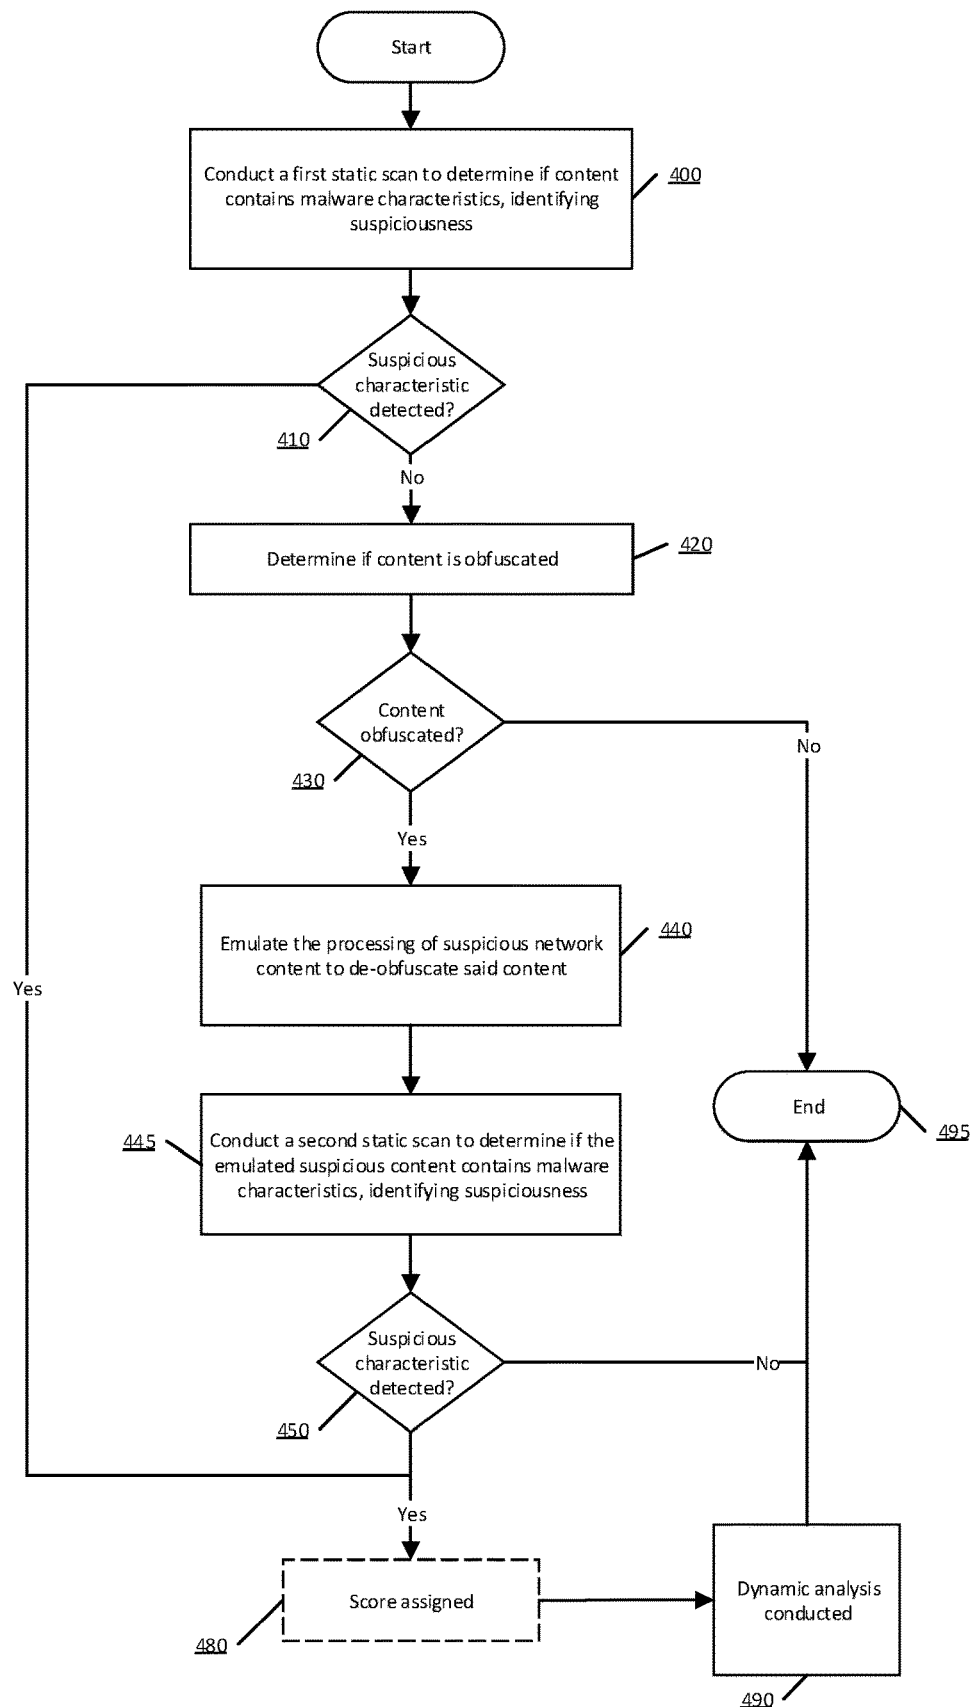 Start
Conduct a first static scan to determine if content
contains malware characteristics, identifying
suspiciousness
400
Suspicious
characteristic
detected?
410
No
Determine if content is obfuscated
420
Content
obfuscated?
430
No
Yes
Emulate the processing of suspicious network
content to de-obfuscate said content
440
Yes
End
495
Conduct a second static scan to determine if the
emulated suspicious content contains malware
characteristics, identifying suspiciousness
445
Suspicious
characteristic
detected?
450
No
Yes
Score assigned
480
Dynamic analysis
conducted
490